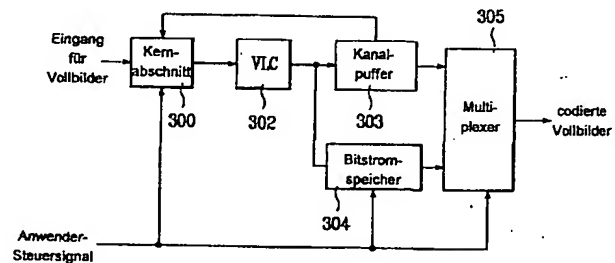 305
Eingang
für
Vollbilder
Kern-
abschnitt
300
VLC
302
Kanal-
puffer
303
Multi-
plexer
codierte
Vollbilder
Bitstrom-
speicher
304
Anwender-
Steuersignal